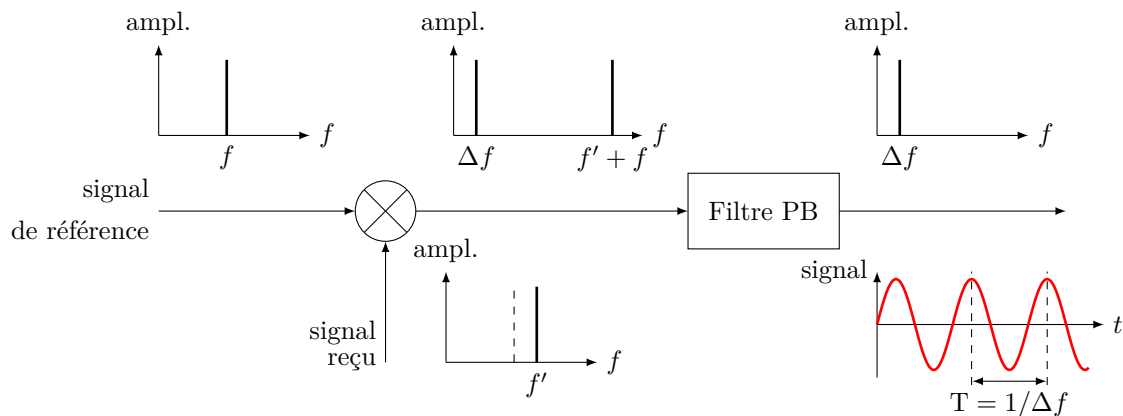 ampl.
f
f
ampl.
f
Δf
f′ + f
ampl.
f
Δf
signal
de référence
Filtre PB
ampl.
f
f′
signal
reçu
signal
t
T = 1/Δf